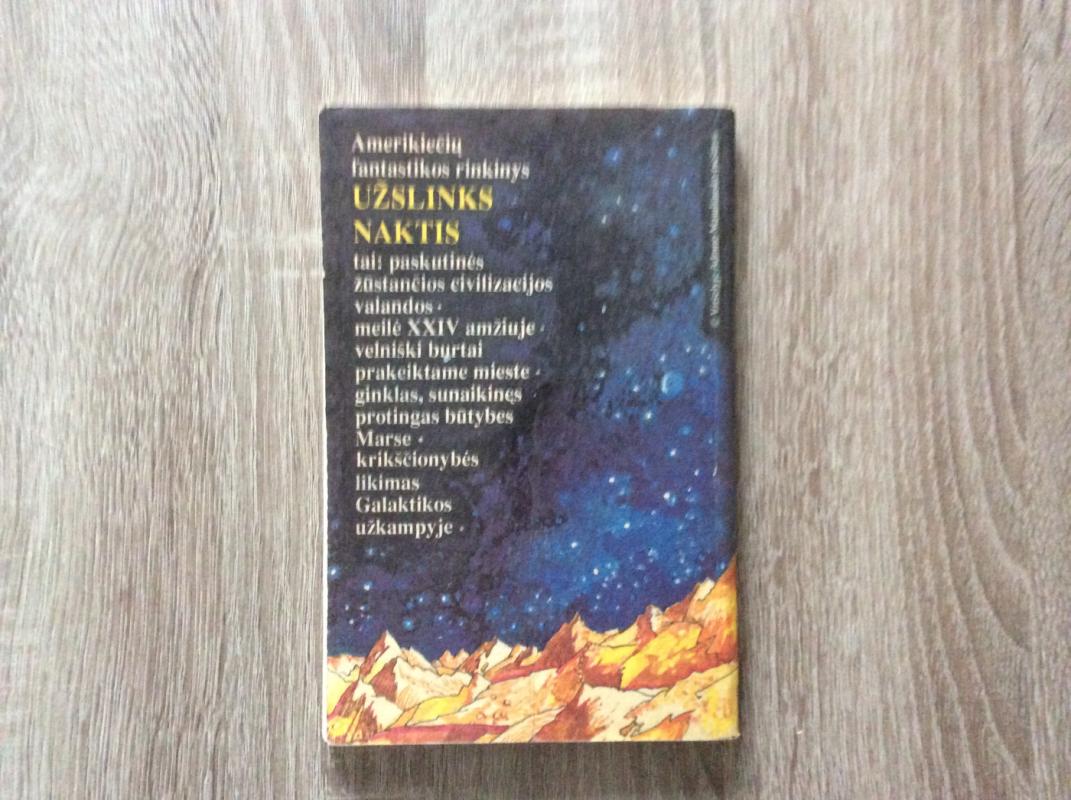 Amerikiečių
fantastikos rinkinys
UŽSLINKS
NAKTIS
tai: paskutinės
žūstančios civilizacijos
valandos ·
meilė XXIV amžiuje ·
velniški burtai
prakeiktame mieste ·
ginklas, sunaikinęs
protingas būtybes
Marse ·
krikščionybės
likimas
Galaktikos
užkampyje ·